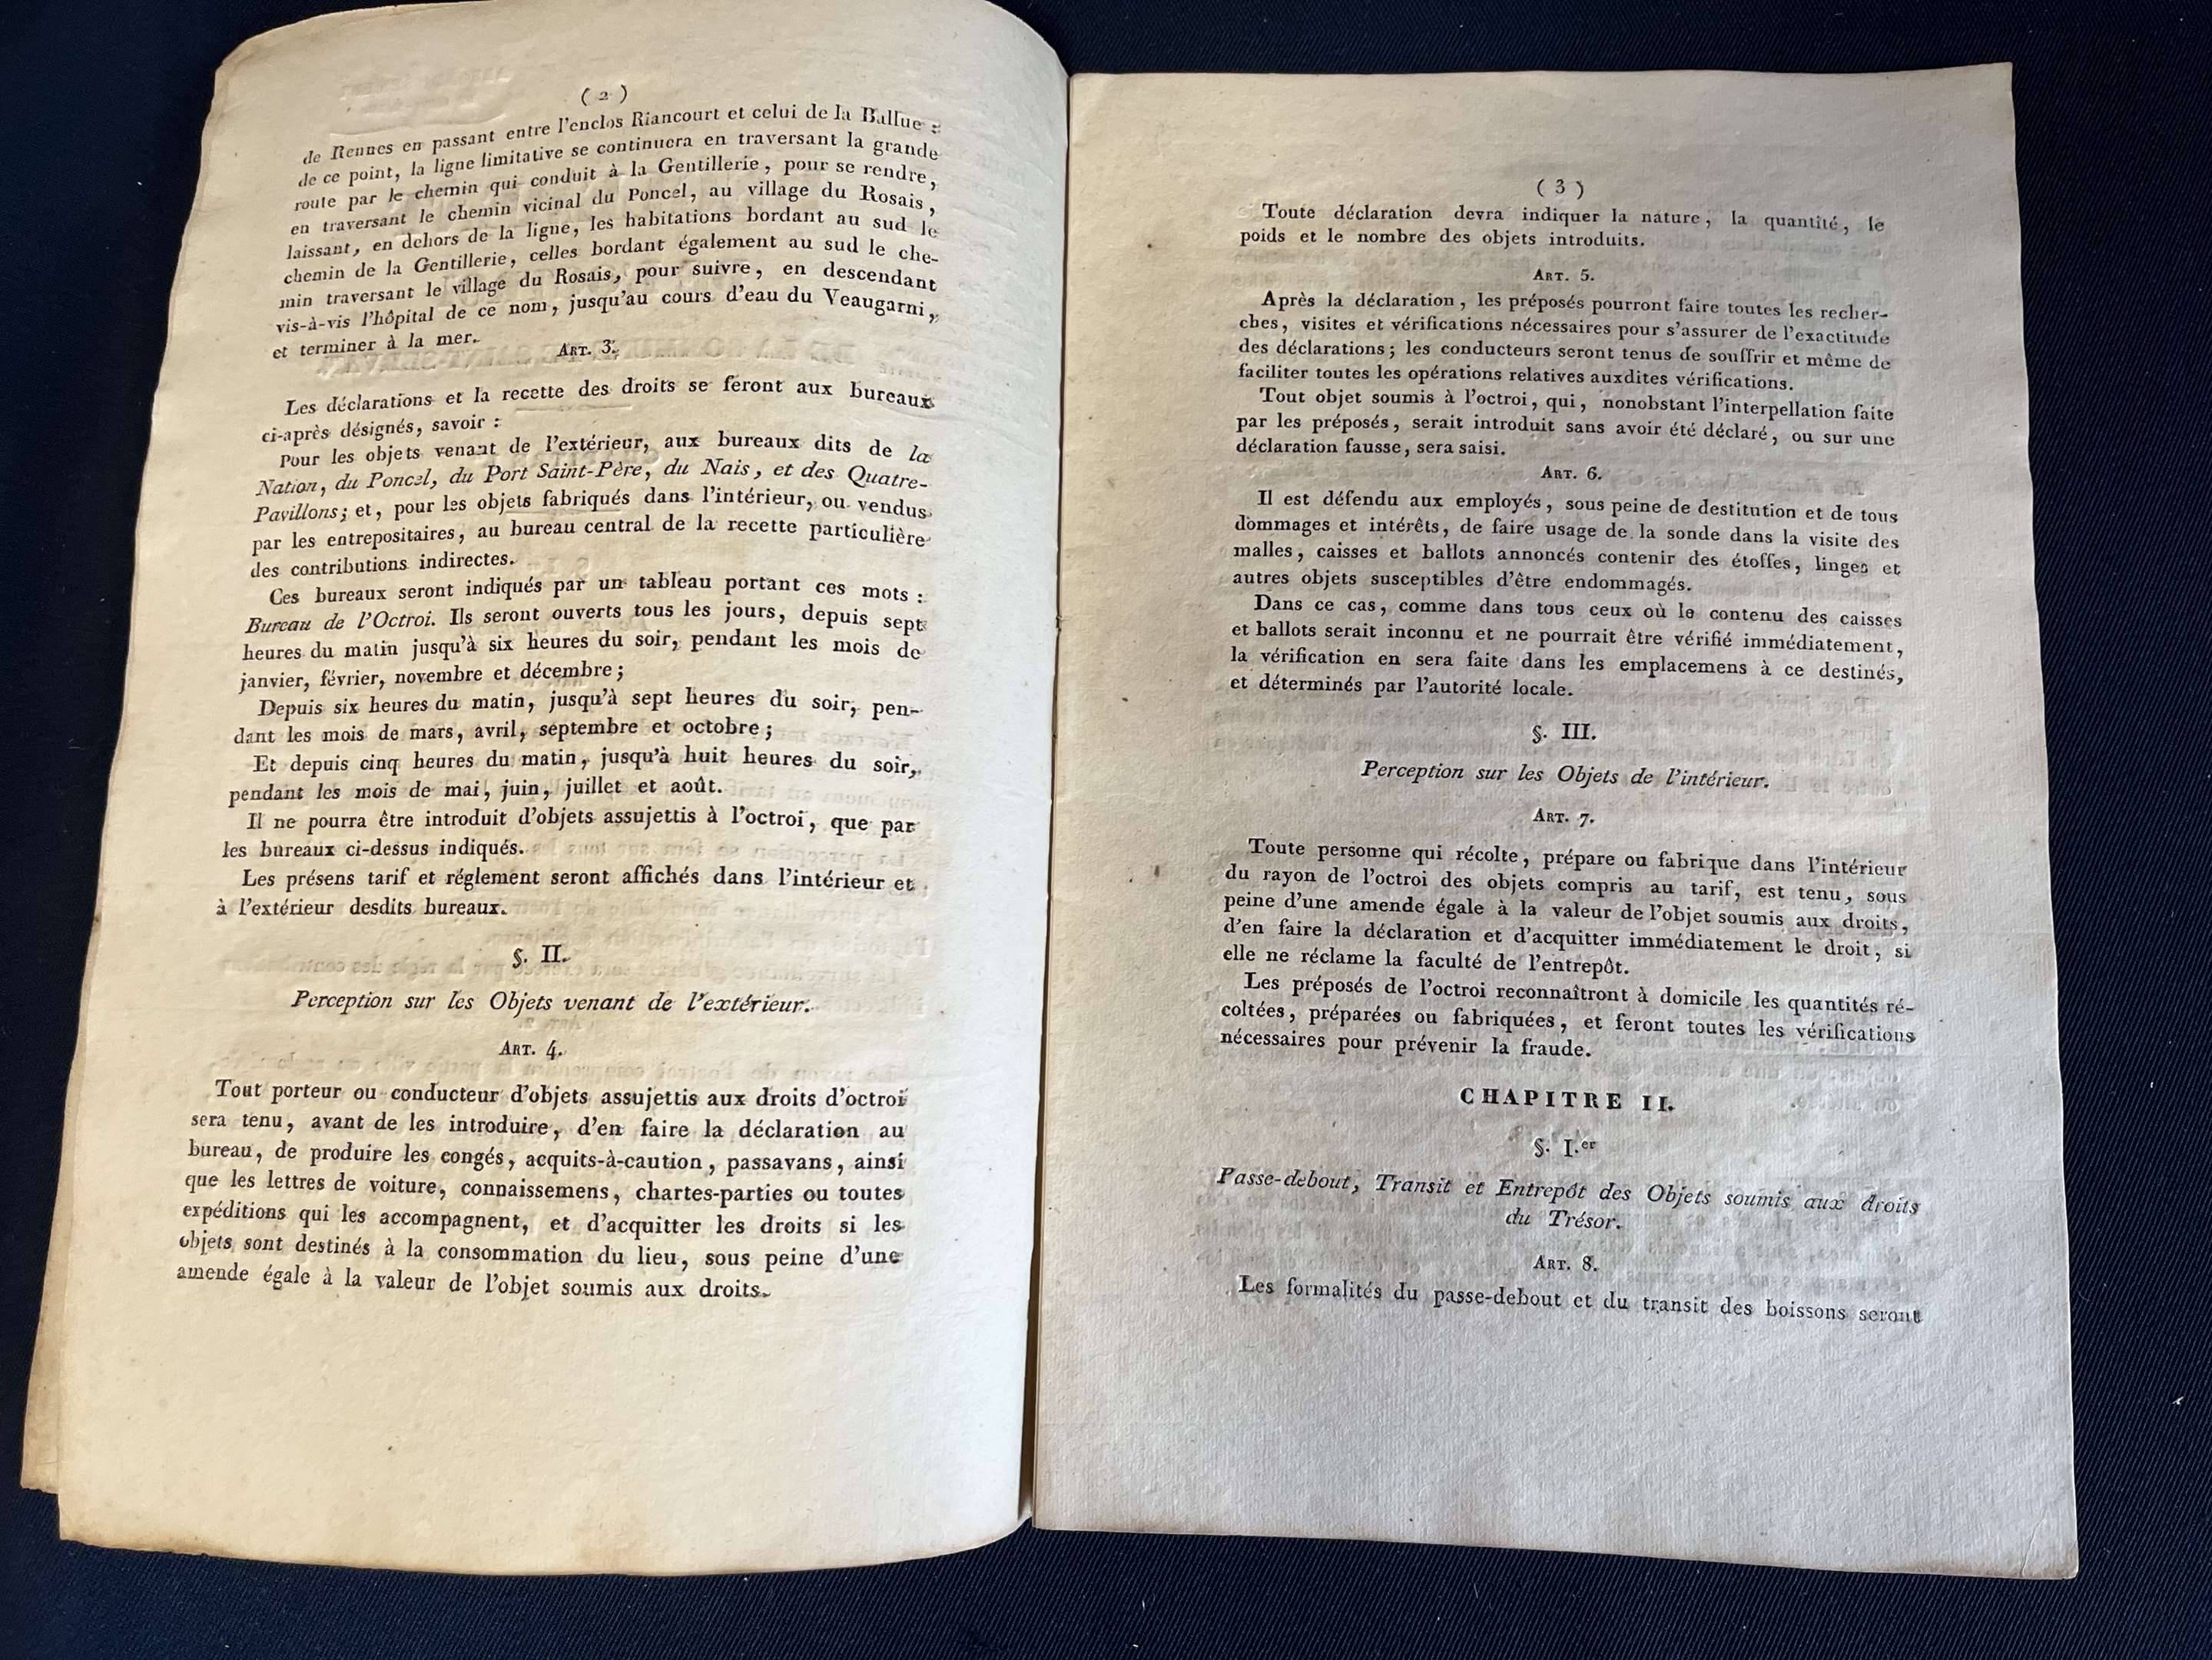 ( 2 )
de Rennes en passant entre l'enclos Riancourt et celui de la Ballue :
de ce point, la ligne limitative se continuera en traversant la grande
route par le chemin qui conduit à la Gentillerie, pour se rendre,
en traversant le chemin vicinal du Poncel, au village du Rosais,
laissant, en dehors de la ligne, les habitations bordant au sud le
chemin de la Gentillerie, celles bordant également au sud le che-
min traversant le village du Rosais, pour suivre, en descendant
vis-à-vis l'hôpital de ce nom, jusqu'au cours d'eau du Veaugarni,
et terminer à la mer.
ART. 3.
Les déclarations et la recette des droits se feront aux bureaux
ci-après désignés, savoir :
Pour les objets venant de l'extérieur, aux bureaux dits de la
Nation, du Poncel, du Port Saint-Père, du Nais, et des Quatre-
Pavillons; et, pour les objets fabriqués dans l'intérieur, ou vendus
par les entrepositaires, au bureau central de la recette particulière
des contributions indirectes.
Ces bureaux seront indiqués par un tableau portant ces mots :
Bureau de l'Octroi. Ils seront ouverts tous les jours, depuis sept
heures du matin jusqu'à six heures du soir, pendant les mois de
janvier, février, novembre et décembre ;
Depuis six heures du matin, jusqu'à sept heures du soir, pen-
dant les mois de mars, avril, septembre et octobre ;
Et depuis cinq heures du matin, jusqu'à huit heures du soir,
pendant les mois de mai, juin, juillet et août.
Il ne pourra être introduit d'objets assujettis à l'octroi, que par
les bureaux ci-dessus indiqués.
Les présens tarif et réglement seront affichés dans l'intérieur et
à l'extérieur desdits bureaux.
§. II.
Perception sur les Objets venant de l'extérieur.
ART. 4.
Tout porteur ou conducteur d'objets assujettis aux droits d'octroi
sera tenu, avant de les introduire, d'en faire la déclaration au
bureau, de produire les congés, acquits-à-caution, passavans, ainsi
que les lettres de voiture, connaissemens, chartes-parties ou toutes
expéditions qui les accompagnent, et d'acquitter les droits si les
objets sont destinés à la consommation du lieu, sous peine d'une
amende égale à la valeur de l'objet soumis aux droits.
( 3 )
Toute déclaration devra indiquer la nature, la quantité, le
poids et le nombre des objets introduits.
ART. 5.
Après la déclaration, les préposés pourront faire toutes les recher-
ches, visites et vérifications nécessaires pour s'assurer de l'exactitude
des déclarations; les conducteurs seront tenus de souffrir et même de
faciliter toutes les opérations relatives auxdites vérifications.
Tout objet soumis à l'octroi, qui, nonobstant l'interpellation faite
par les préposés, serait introduit sans avoir été déclaré, ou sur une
déclaration fausse, sera saisi.
ART. 6.
Il est défendu aux employés, sous peine de destitution et de tous
dommages et intérêts, de faire usage de la sonde dans la visite des
malles, caisses et ballots annoncés contenir des étoffes, linges et
autres objets susceptibles d'être endommagés.
Dans ce cas, comme dans tous ceux où le contenu des caisses
et ballots serait inconnu et ne pourrait être vérifié immédiatement,
la vérification en sera faite dans les emplacemens à ce destinés,
et déterminés par l'autorité locale.
§. III.
Perception sur les Objets de l'intérieur.
ART. 7.
Toute personne qui récolte, prépare ou fabrique dans l'intérieur
du rayon de l'octroi des objets compris au tarif, est tenu, sous
peine d'une amende égale à la valeur de l'objet soumis aux droits,
d'en faire la déclaration et d'acquitter immédiatement le droit, si
elle ne réclame la faculté de l'entrepôt.
Les préposés de l'octroi reconnaîtront à domicile les quantités ré-
coltées, préparées ou fabriquées, et feront toutes les vérifications
nécessaires pour prévenir la fraude.
CHAPITRE II.
§. I.er
Passe-debout, Transit et Entrepôt des Objets soumis aux droits
du Trésor.
ART. 8.
Les formalités du passe-debout et du transit des boissons seront